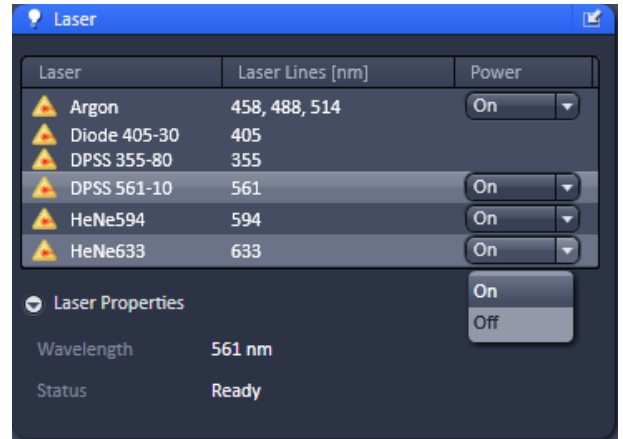 Laser
Laser Laser Lines [nm] Power
Argon 458, 488, 514 On
Diode 405-30 405
DPSS 355-80 355
DPSS 561-10 561 On
HeNe594 594 On
HeNe633 633 On
On
Off
Laser Properties
Wavelength 561 nm
Status Ready